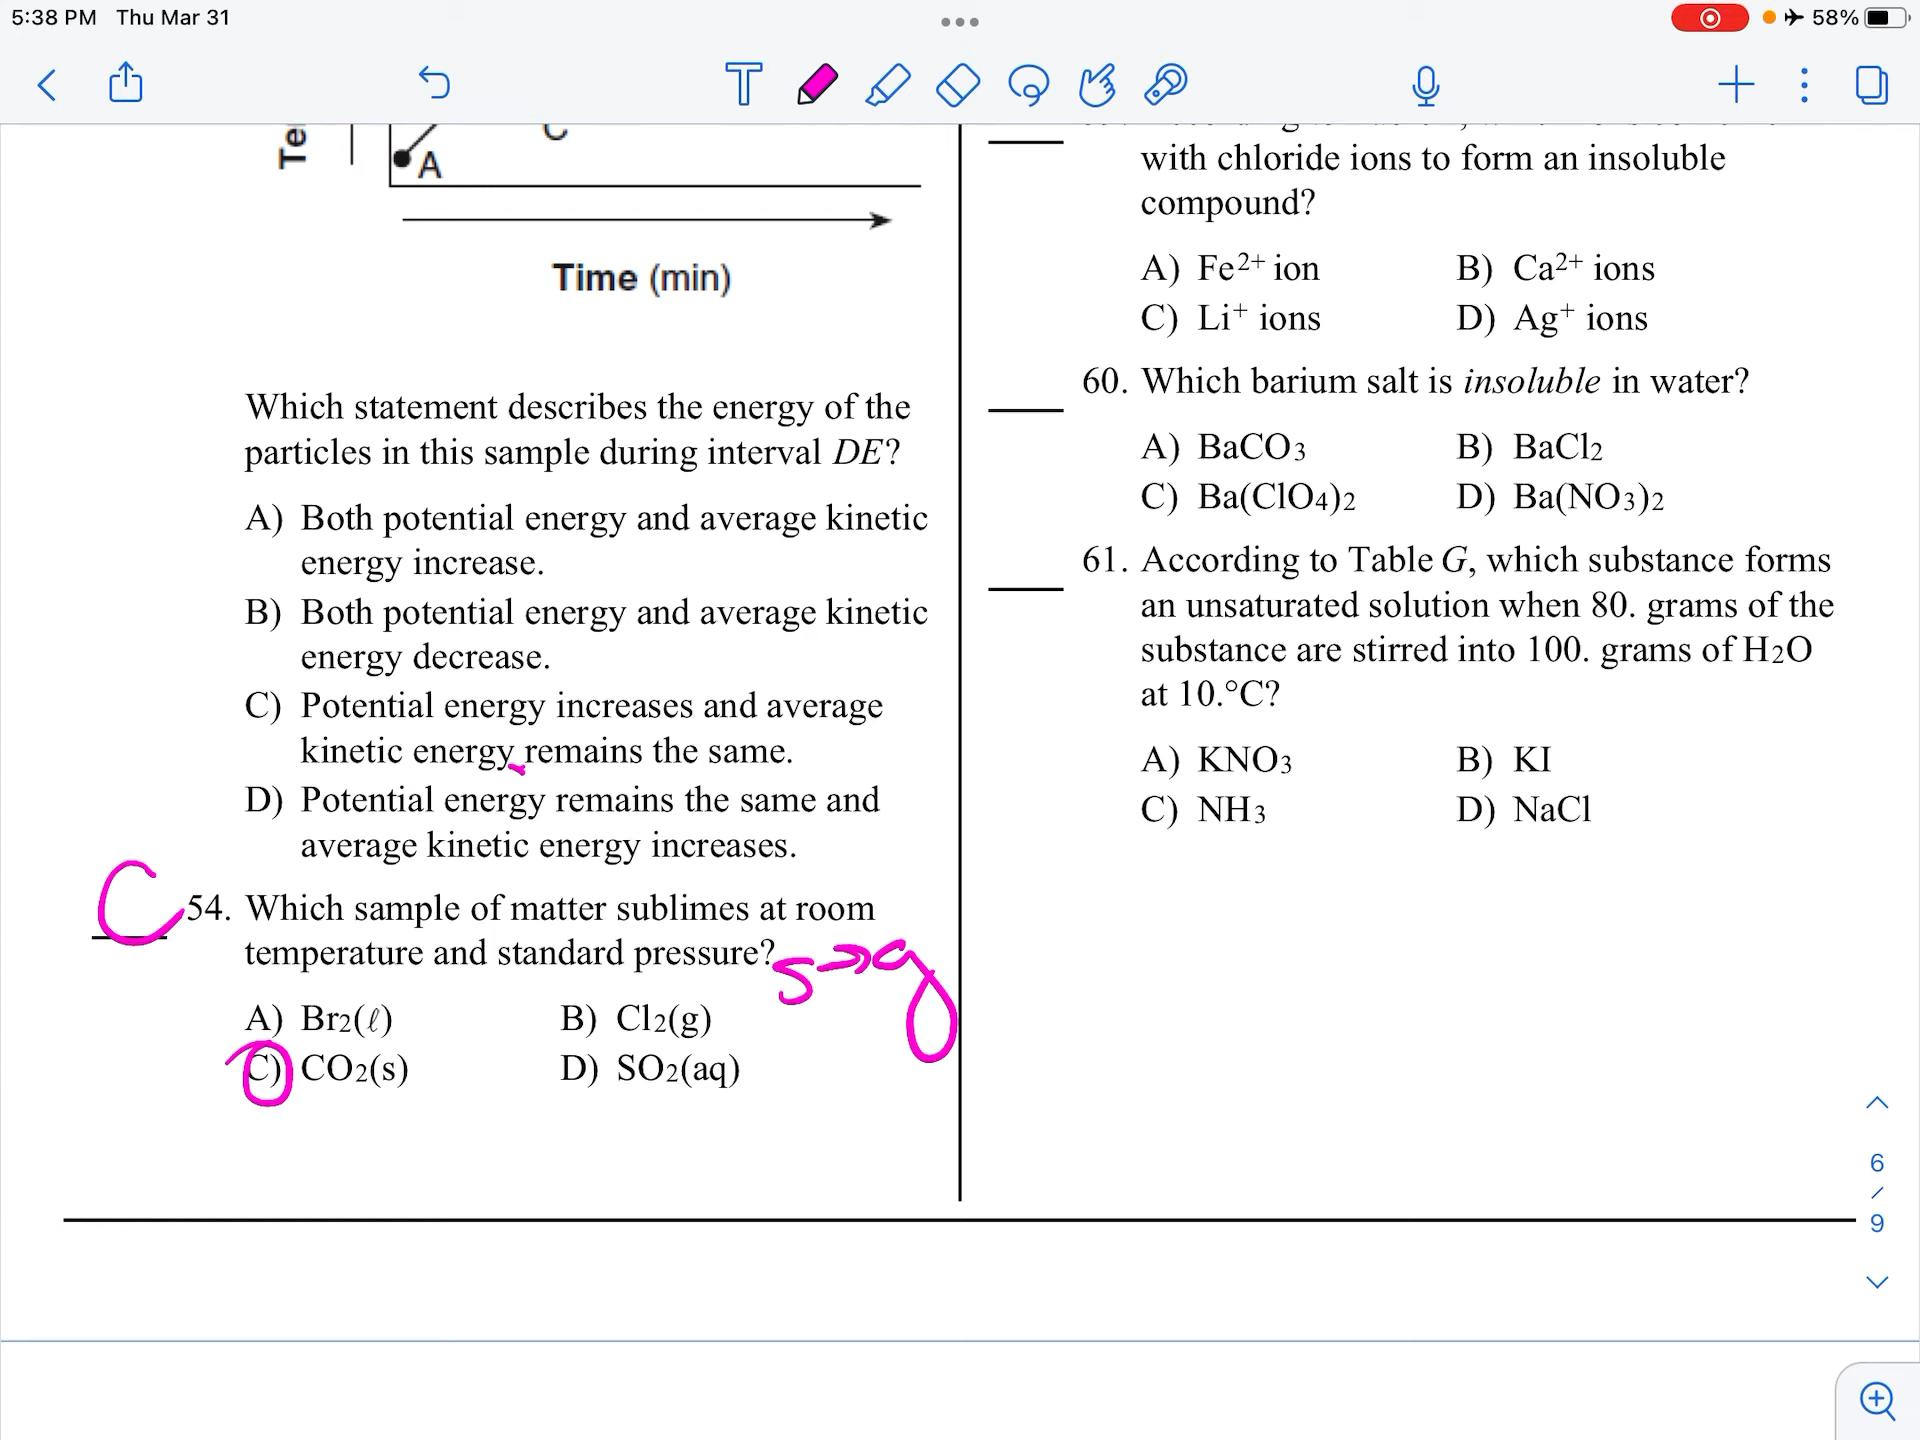 5:38 PM Thu Mar 31
58%
Te
C
A
Time (min)
Which statement describes the energy of the
particles in this sample during interval DE?
A) Both potential energy and average kinetic
energy increase.
B) Both potential energy and average kinetic
energy decrease.
C) Potential energy increases and average
kinetic energy remains the same.
D) Potential energy remains the same and
average kinetic energy increases.
C 54. Which sample of matter sublimes at room
temperature and standard pressure? s→g
A) Br2(ℓ) B) Cl2(g)
C) CO2(s) D) SO2(aq)
with chloride ions to form an insoluble
compound?
A) Fe2+ ion B) Ca2+ ions
C) Li+ ions D) Ag+ ions
60. Which barium salt is insoluble in water?
A) BaCO3 B) BaCl2
C) Ba(ClO4)2 D) Ba(NO3)2
61. According to Table G, which substance forms
an unsaturated solution when 80. grams of the
substance are stirred into 100. grams of H2O
at 10.°C?
A) KNO3 B) KI
C) NH3 D) NaCl
6
/
9